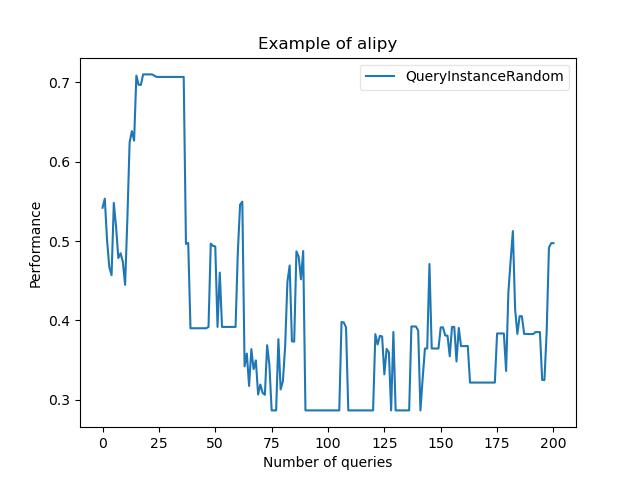 Example of alipy
QueryInstanceRandom
Performance
0.7
0.6
0.5
0.4
0.3
0 25 50 75 100 125 150 175 200
Number of queries